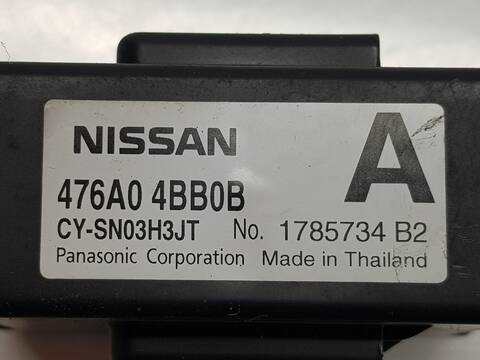 NISSAN A
476A0 4BB0B
CY-SN03H3JT No. 1785734 B2
Panasonic Corporation Made in Thailand